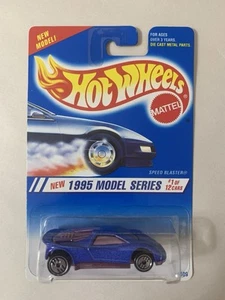 NEW
MODEL!
FOR AGES
OVER 3 YEARS.
DIE CAST METAL PARTS
Hot Wheels
MATTEL
SPEED BLASTER®
NEW 1995 MODEL SERIES
#1 OF
12 CARS